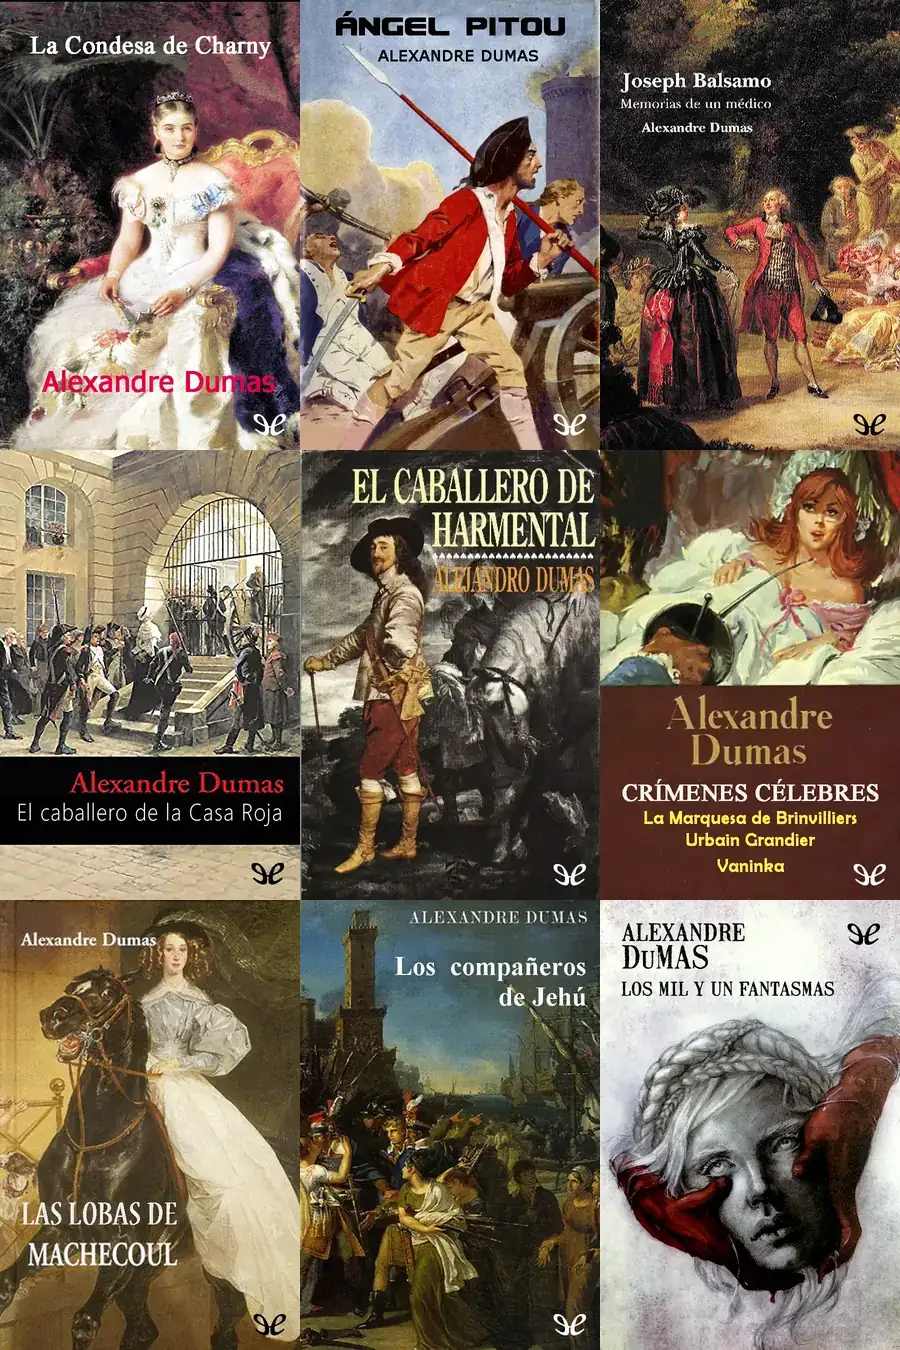 La Condesa de Charny
Alexandre Dumas
ÁNGEL PITOU
ALEXANDRE DUMAS
Joseph Balsamo
Memorias de un médico
Alexandre Dumas
Alexandre Dumas
El caballero de la Casa Roja
EL CABALLERO DE
HARMENTAL
ALEJANDRO DUMAS
Alexandre
Dumas
CRÍMENES CÉLEBRES
La Marquesa de Brinvilliers
Urbain Grandier
Vaninka
Alexandre Dumas
LAS LOBAS DE
MACHECOUL
ALEXANDRE DUMAS
Los compañeros
de Jehú
ALEXANDRE
DUMAS
LOS MIL Y UN FANTASMAS